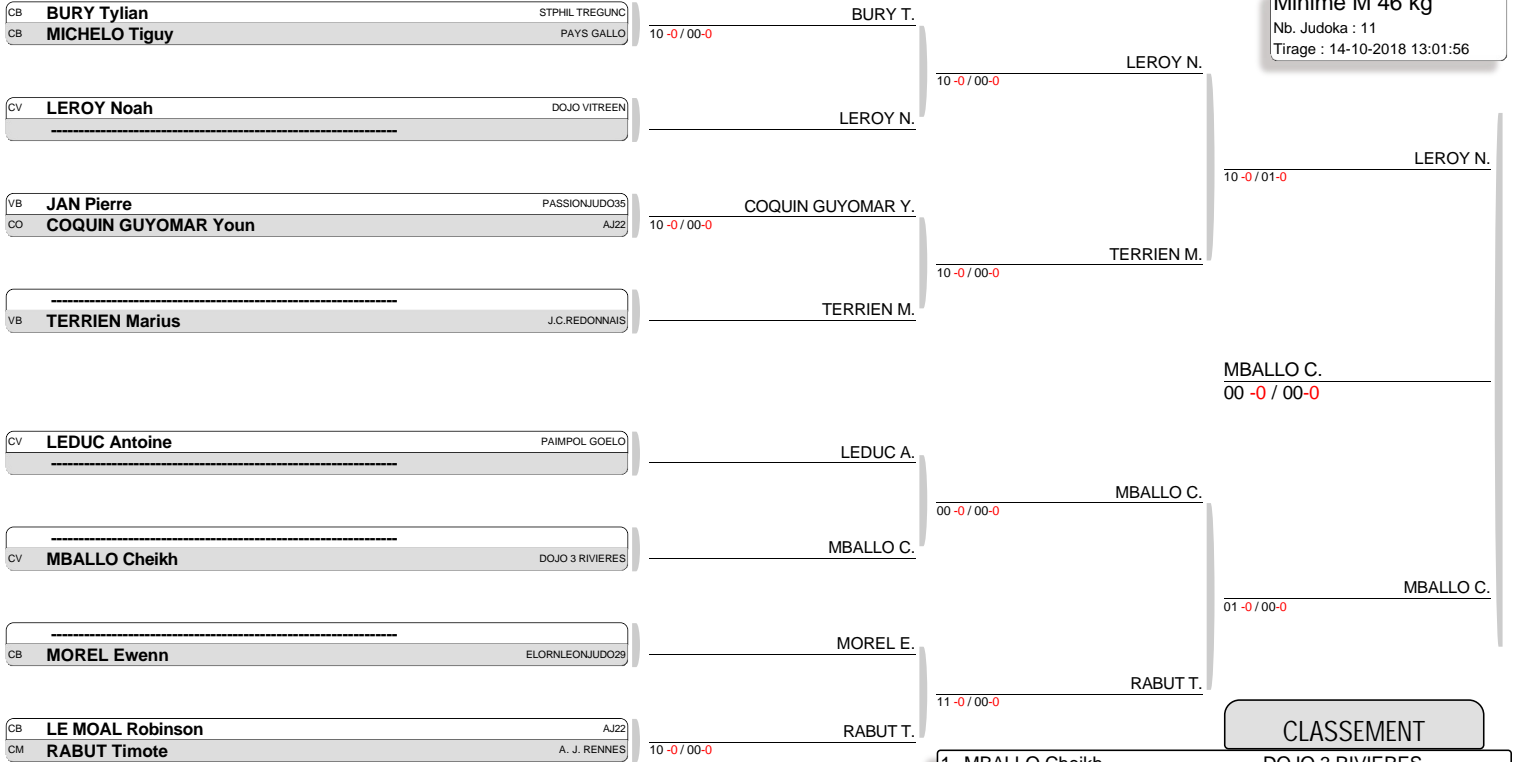 Minime M 46 kg
Nb. Judoka : 11
Tirage : 14-10-2018 13:01:56
CB BURY Tylian STPHIL TREGUNC
CB MICHELO Tiguy PAYS GALLO
BURY T.
10 -0 / 00-0
LEROY N.
10 -0 / 00-0
CV LEROY Noah DOJO VITREEN
------------------------------------------------------------------
LEROY N.
LEROY N.
10 -0 / 01-0
VB JAN Pierre PASSIONJUDO35
CO COQUIN GUYOMAR Youn AJ22
COQUIN GUYOMAR Y.
10 -0 / 00-0
TERRIEN M.
10 -0 / 00-0
------------------------------------------------------------------
VB TERRIEN Marius J.C.REDONNAIS
TERRIEN M.
MBALLO C.
00 -0 / 00-0
CV LEDUC Antoine PAIMPOL GOELO
------------------------------------------------------------------
LEDUC A.
MBALLO C.
00 -0 / 00-0
------------------------------------------------------------------
CV MBALLO Cheikh DOJO 3 RIVIERES
MBALLO C.
MBALLO C.
01 -0 / 00-0
------------------------------------------------------------------
CB MOREL Ewenn ELORNLEONJUDO29
MOREL E.
RABUT T.
11 -0 / 00-0
CB LE MOAL Robinson AJ22
CM RABUT Timote A. J. RENNES
RABUT T.
10 -0 / 00-0
CLASSEMENT
1 MBALLO Cheikh DOJO 3 RIVIERES